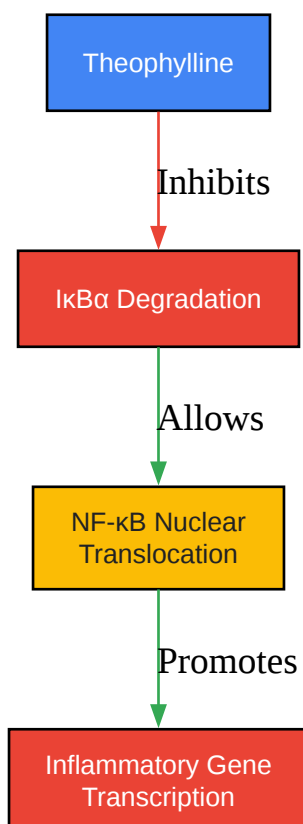 Theophylline
Inhibits
IκBα Degradation
Allows
NF-κB Nuclear
Translocation
Promotes
Inflammatory Gene
Transcription